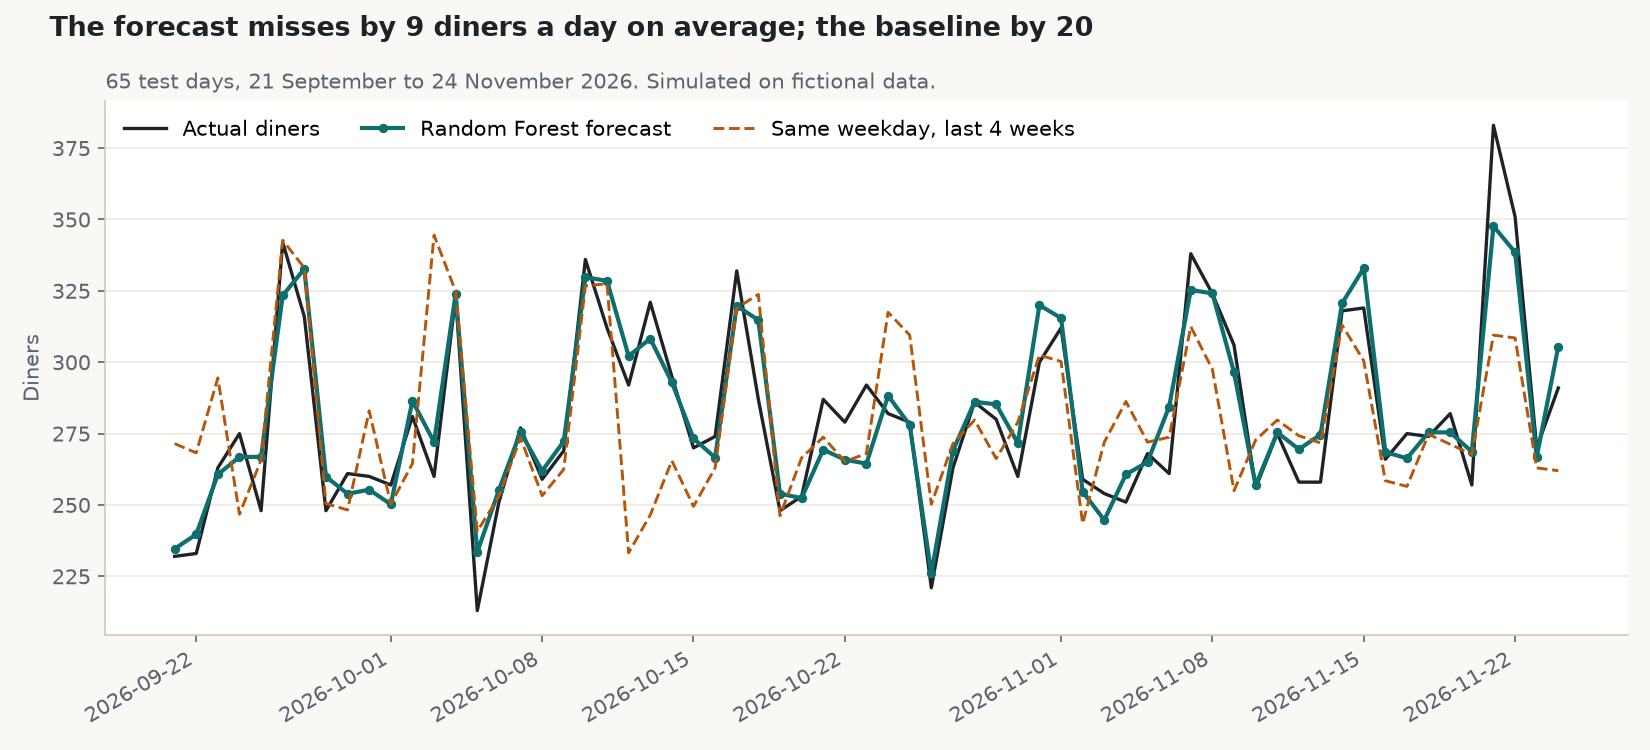 The forecast misses by 9 diners a day on average; the baseline by 20
65 test days, 21 September to 24 November 2026. Simulated on fictional data.
Actual diners
Random Forest forecast
Same weekday, last 4 weeks
Diners
375
350
325
300
275
250
225
2026-09-22
2026-10-01
2026-10-08
2026-10-15
2026-10-22
2026-11-01
2026-11-08
2026-11-15
2026-11-22